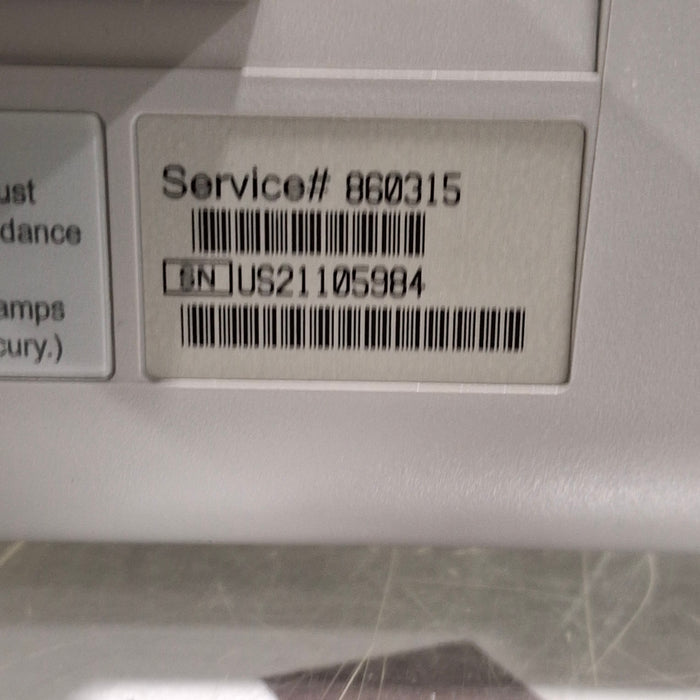 ust
dance
amps
cury.)
Service# 860315
SN US21105984